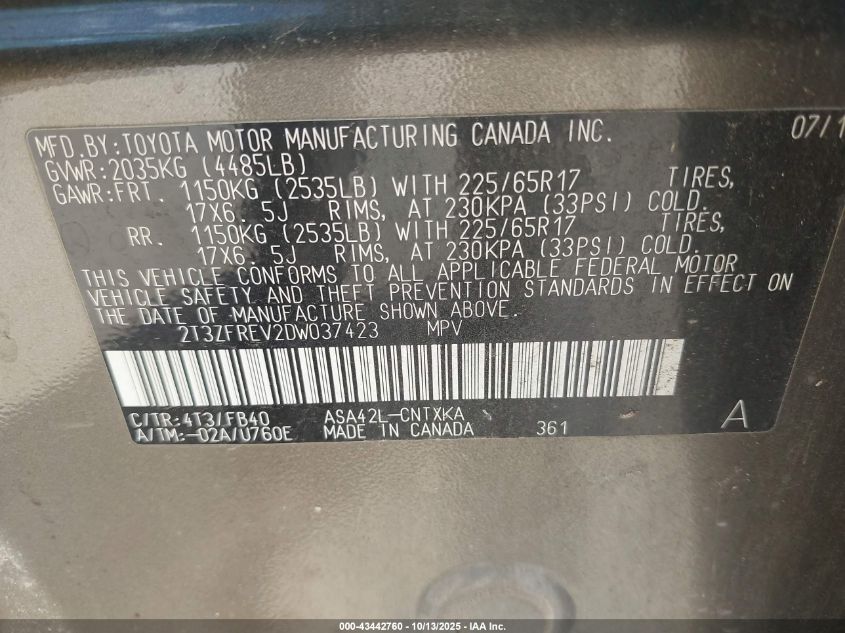 MFD.BY:TOYOTA MOTOR MANUFACTURING CANADA INC. 07/1
GVWR:2035KG (4485LB)
GAWR:FRT. 1150KG (2535LB) WITH 225/65R17 TIRES,
17X6. 5J RIMS, AT 230KPA (33PSI) COLD.
RR. 1150KG (2535LB) WITH 225/65R17 TIRES,
17X6. 5J RIMS, AT 230KPA (33PSI) COLD.
THIS VEHICLE CONFORMS TO ALL APPLICABLE FEDERAL MOTOR
VEHICLE SAFETY AND THEFT PREVENTION STANDARDS IN EFFECT ON
THE DATE OF MANUFACTURE SHOWN ABOVE.
2T3ZFREV2DW037423 MPV
C/TR:4T3/FB40 ASA42L-CNTXKA A
A/TM:-02A/U760E MADE IN CANADA 361
000-43442760 - 10/13/2025 - IAA Inc.